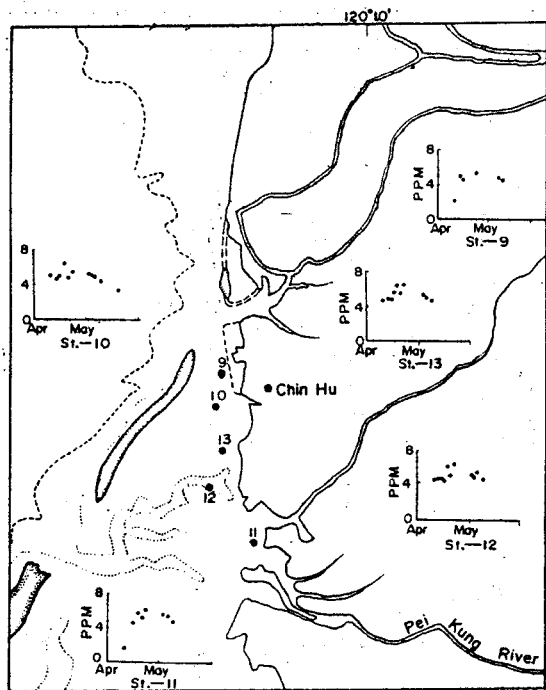 120°10'
8
4
0
PPM
Apr May
St.—9
8
4
0
Apr May
St.—10
8
4
0
PPM
Apr May
St.—13
9
10
Chin Hu
13
12
11
8
4
0
PPM
Apr May
St.—12
8
4
0
PPM
Apr May
St.—11
Pei Kung River